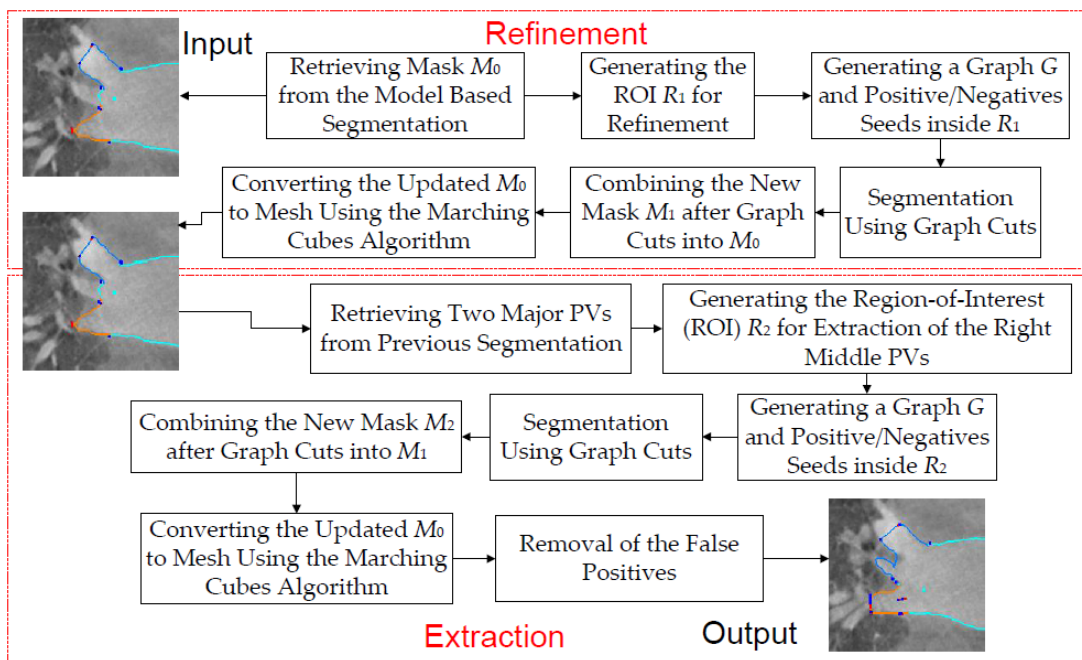 Input
Refinement
Retrieving Mask M0
from the Model Based
Segmentation
Generating the
ROI R1 for
Refinement
Generating a Graph G
and Positive/Negatives
Seeds inside R1
Converting the Updated M0
to Mesh Using the Marching
Cubes Algorithm
Combining the New
Mask M1 after Graph
Cuts into M0
Segmentation
Using Graph Cuts
Retrieving Two Major PVs
from Previous Segmentation
Generating the Region-of-Interest
(ROI) R2 for Extraction of the Right
Middle PVs
Combining the New Mask M2
after Graph Cuts into M1
Segmentation
Using Graph Cuts
Generating a Graph G
and Positive/Negatives
Seeds inside R2
Converting the Updated M0
to Mesh Using the Marching
Cubes Algorithm
Removal of the False
Positives
Extraction
Output